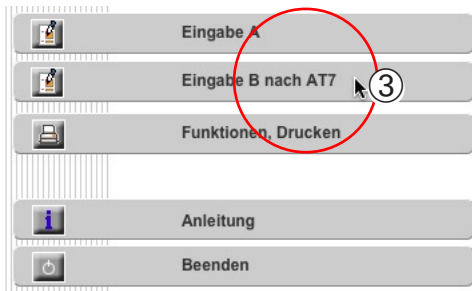 Eingabe A
Eingabe B nach AT7
3
Funktionen, Drucken
i
Anleitung
Beenden